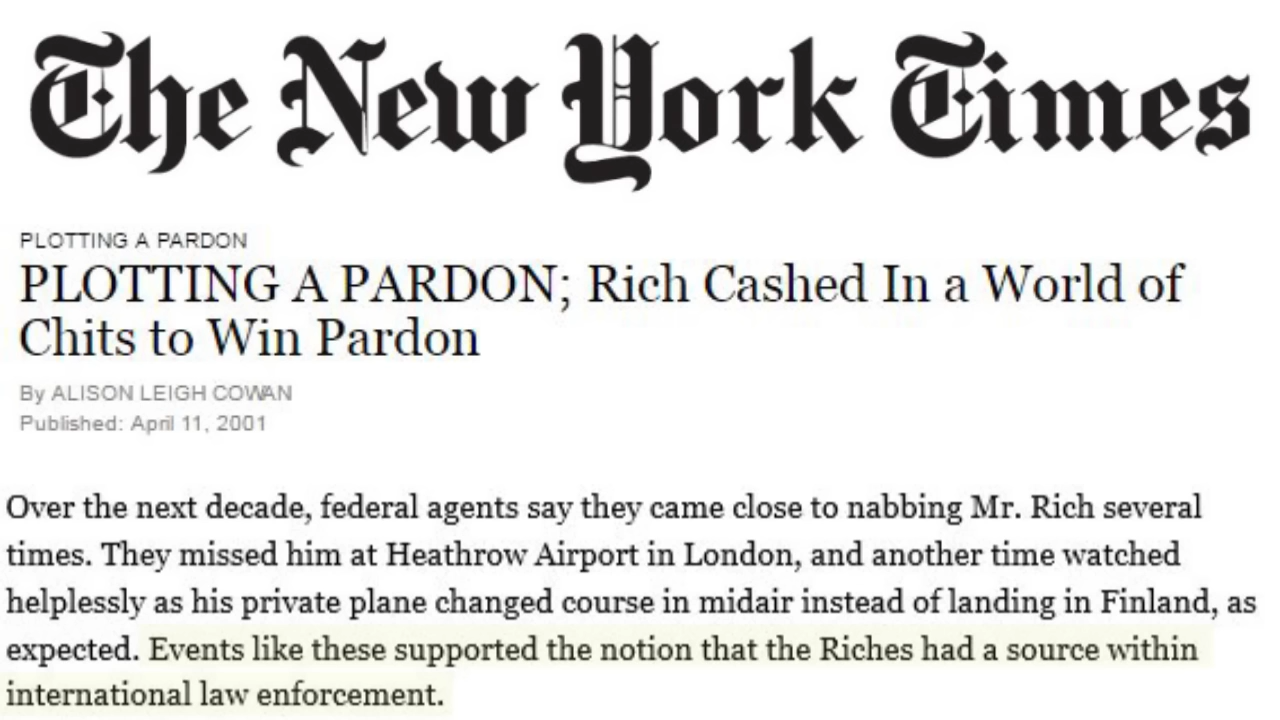 The New York Times
PLOTTING A PARDON
PLOTTING A PARDON; Rich Cashed In a World of
Chits to Win Pardon
By ALISON LEIGH COWAN
Published: April 11, 2001
Over the next decade, federal agents say they came close to nabbing Mr. Rich several
times. They missed him at Heathrow Airport in London, and another time watched
helplessly as his private plane changed course in midair instead of landing in Finland, as
expected. Events like these supported the notion that the Riches had a source within
international law enforcement.